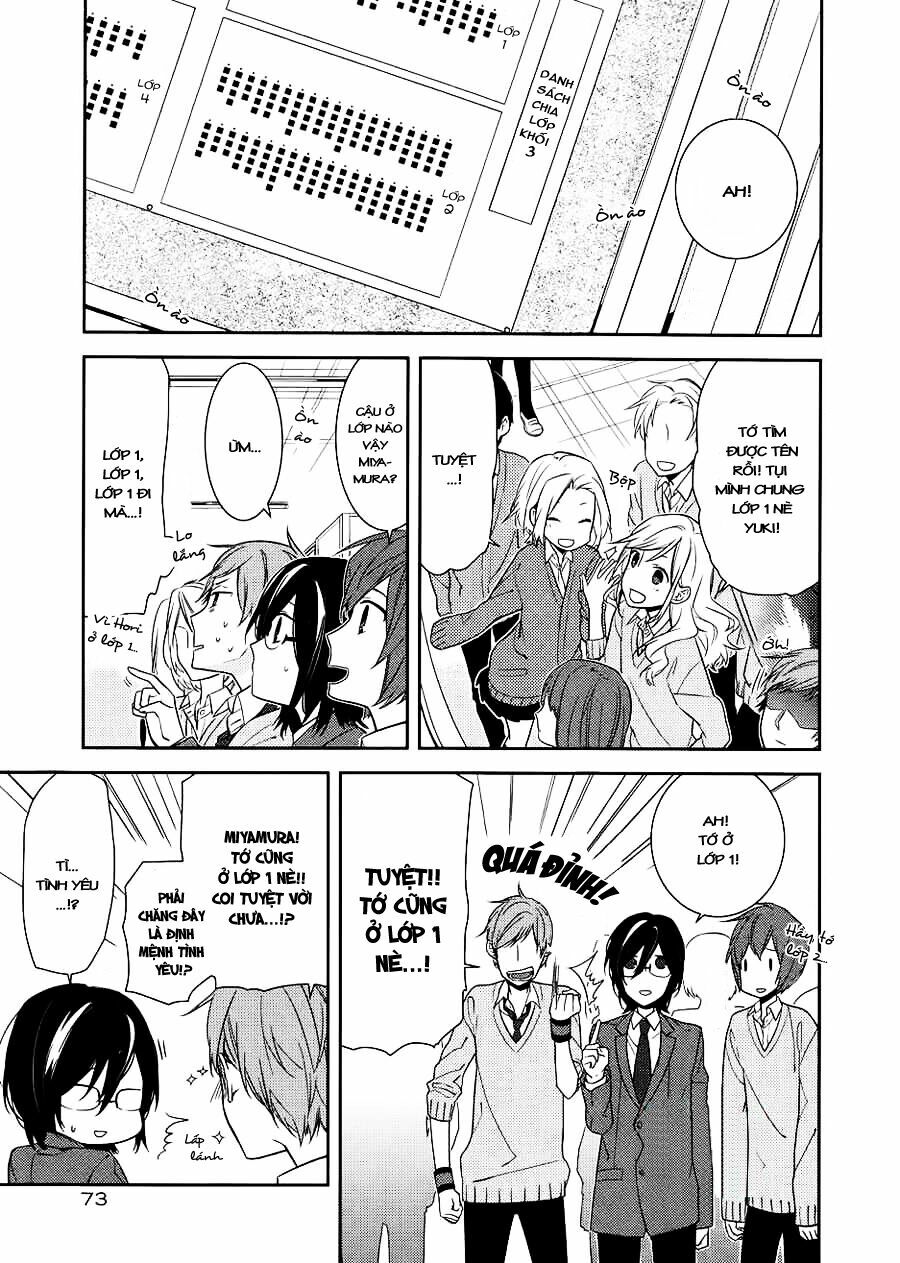 LỚP
1
DANH
SÁCH
CHIA
LỚP
KHỐI
3
LỚP
4
LỚP
2
Ồn ào
AH!
Ồn ào
Ồn ào
TỚ TÌM
ĐƯỢC TÊN
RỒI! TỤI
MÌNH CHUNG
LỚP 1 NÈ
YUKI!
Bộp
TUYỆT
...!
Ờh!
CẬU Ở
LỚP NÀO
VẬY
MIYA-
MURA?
Ồn
ào
ỪM...
LỚP 1,
LỚP 1,
LỚP 1 ĐI
MÀ...!
Lo
lắng
Vì Hori
ở lớp 1...
AH!
TỚ Ở
LỚP 1!
Hầy, tớ
lớp 2...
QUÁ ĐỈNH!
TUYỆT!!
TỚ CŨNG
Ở LỚP 1
NÈ...!
MIYAMURA!
TỚ CŨNG
Ở LỚP 1 NÈ!!
COI TUYỆT VỜI
CHƯA...!?
PHẢI
CHĂNG ĐÂY
LÀ ĐỊNH
MỆNH TÌNH
YÊU!?
TÌ...
TÌNH YÊU
...!?
Lấp
lánh
73